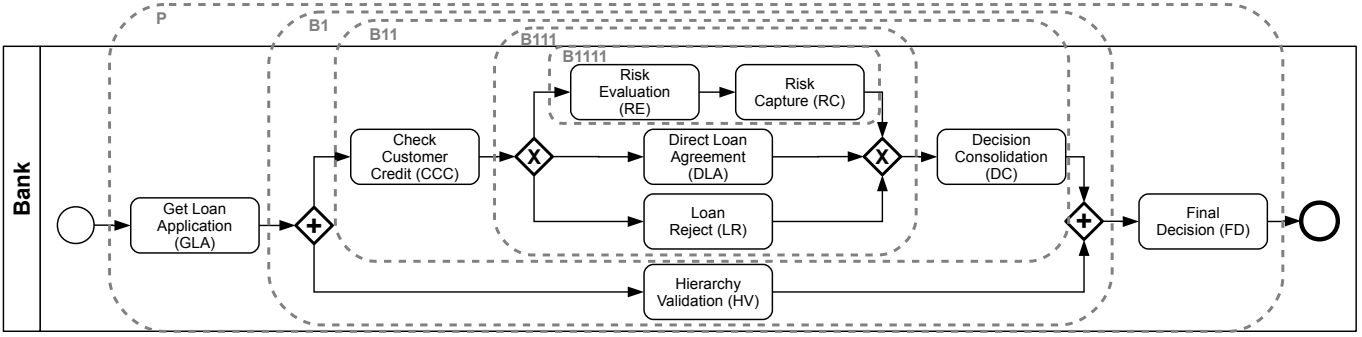 P
B1
B11
B111
B1111
Bank
Get Loan
Application
(GLA)
Check
Customer
Credit (CCC)
X
Risk
Evaluation
(RE)
Risk
Capture (RC)
Direct Loan
Agreement
(DLA)
Loan
Reject (LR)
X
Decision
Consolidation
(DC)
Hierarchy
Validation (HV)
Final
Decision (FD)